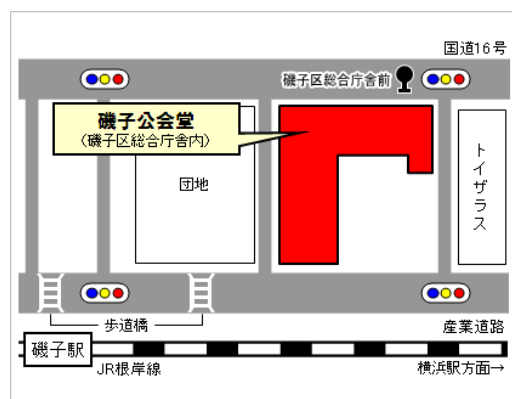 国道16号
磯子区総合庁舎前
磯子公会堂
(磯子区総合庁舎内)
団地
トイザラス
歩道橋
産業道路
磯子駅
JR根岸線
横浜駅方面→